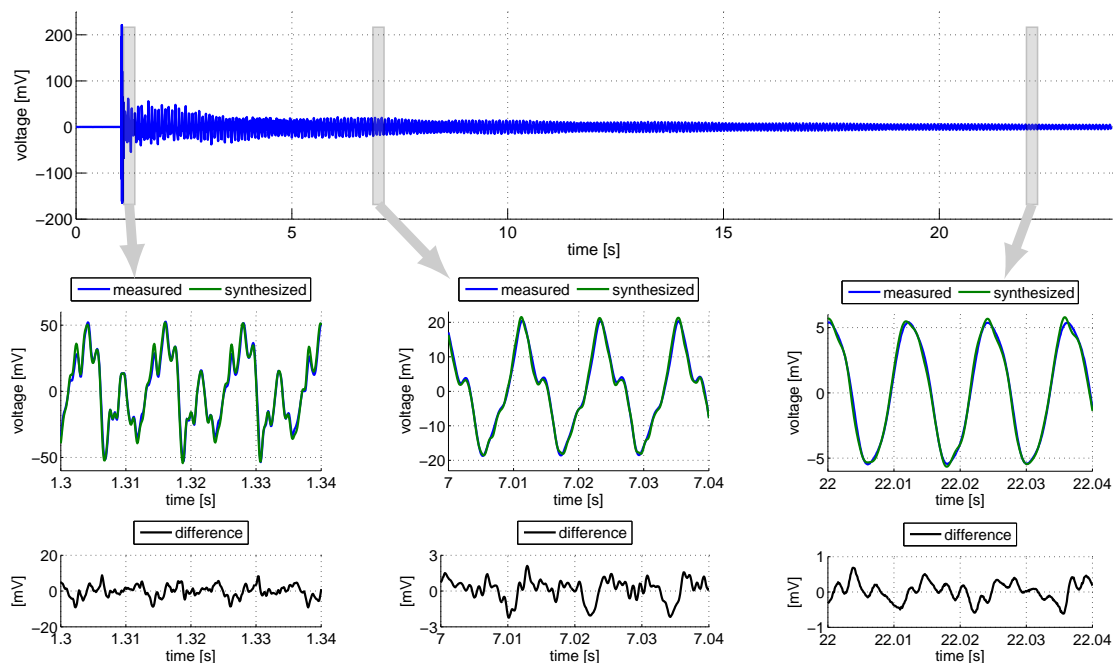 200
100
0
−100
−200
voltage [mV]
0 5 10 15 20
time [s]
measured synthesized
50
0
−50
voltage [mV]
1.3 1.31 1.32 1.33 1.34
time [s]
measured synthesized
20
10
0
−10
−20
voltage [mV]
7 7.01 7.02 7.03 7.04
time [s]
measured synthesized
5
0
−5
voltage [mV]
22 22.01 22.02 22.03 22.04
time [s]
difference
20
0
−20
[mV]
1.3 1.31 1.32 1.33 1.34
time [s]
difference
3
0
−3
[mV]
7 7.01 7.02 7.03 7.04
time [s]
difference
1
0
−1
[mV]
22 22.01 22.02 22.03 22.04
time [s]